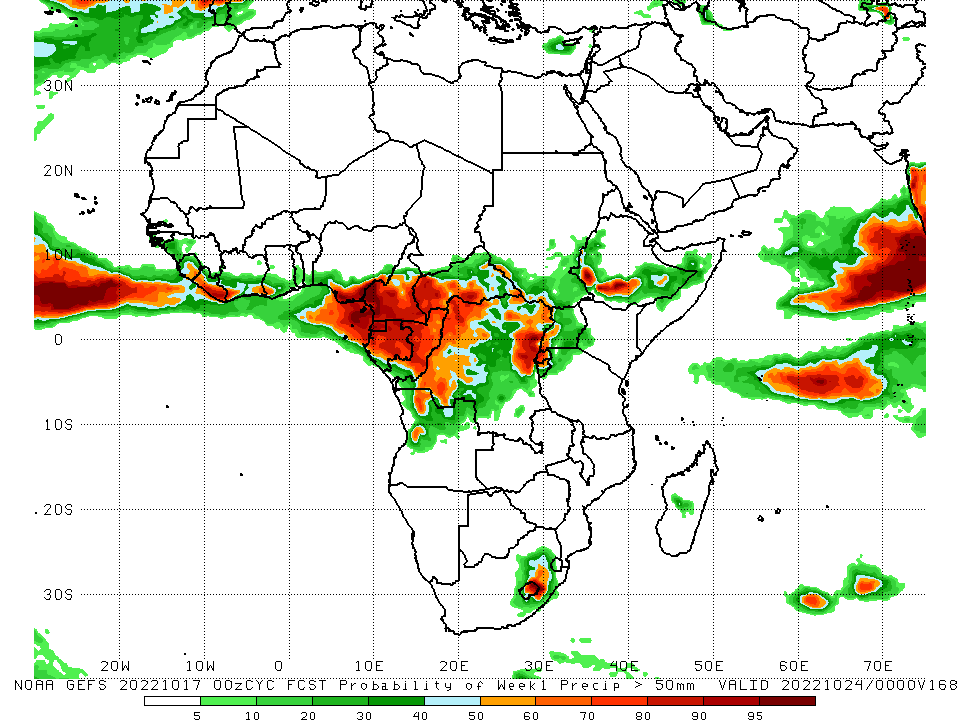 30N
20N
10N
0
10S
20S
30S
20W 10W 0 10E 20E 30E 40E 50E 60E 70E
NOAA GEFS 20221017 00zCYC FCST Probability of Week1 Precip > 50mm VALID 20221024/0000V168
5 10 20 30 40 50 60 70 80 90 95